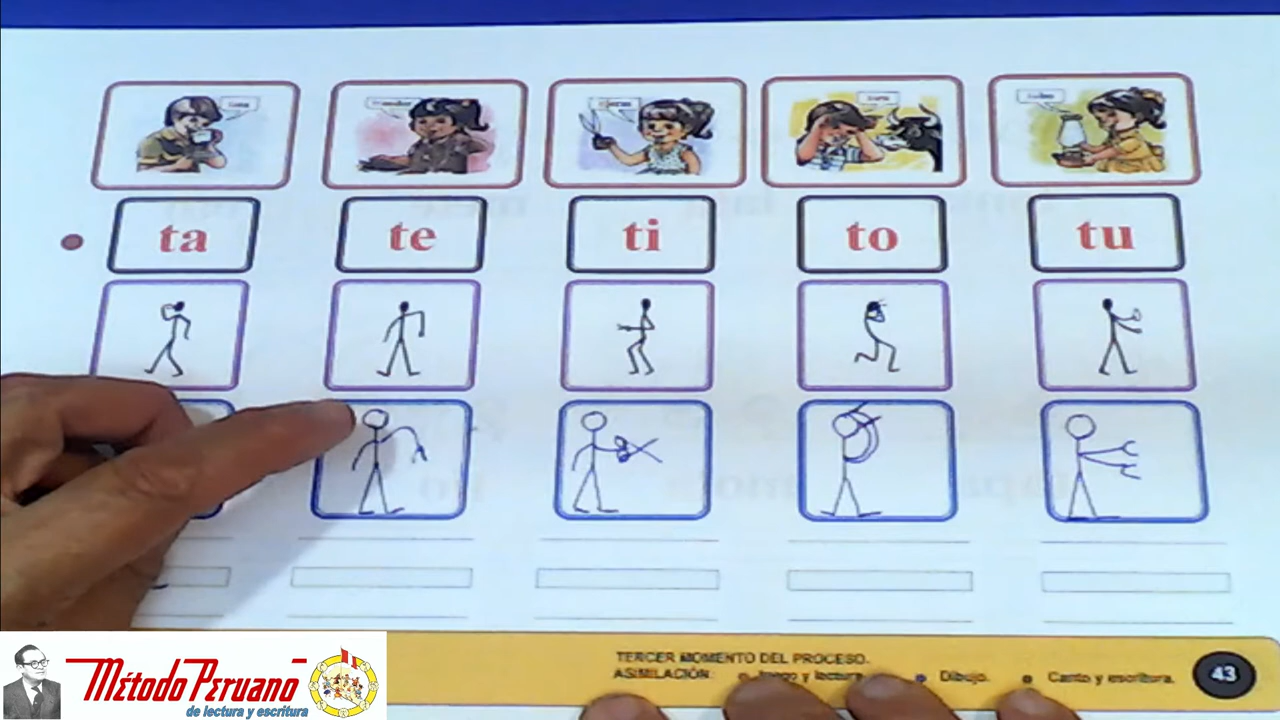 ta te ti to tu
TERCER MOMENTO DEL PROCESO.
ASIMILACIÓN: y lectura Dibujo. Canto y escritura.
43
Método Peruano
de lectura y escritura